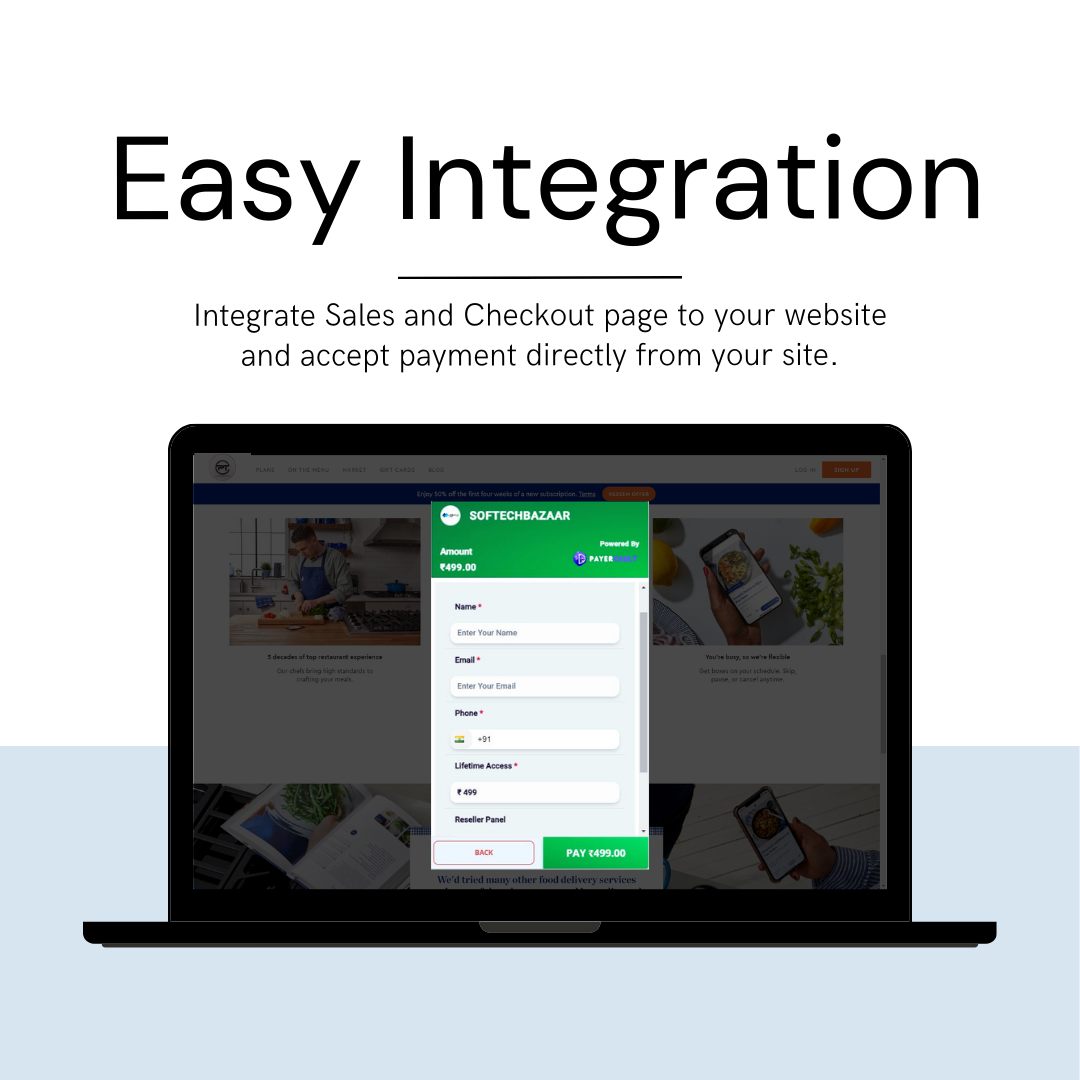 Easy Integration
Integrate Sales and Checkout page to your website
and accept payment directly from your site.
PLANS ON THE MENU MARKET GIFT CARDS BLOG LOG IN SIGN UP
Enjoy 50% off the first four weeks of a new subscription. Terms REDEEM OFFER
SOFTECHBAZAAR
Powered By
Amount
PAYER
₹499.00
Name *
Enter Your Name
Email *
Enter Your Email
Phone *
+91
Lifetime Access *
₹ 499
Reseller Panel
BACK PAY ₹499.00
3 decades of top restaurant experience
Our chefs bring high standards to
crafting your meals.
You're busy, so we're flexible
Get boxes on your schedule. Skip,
pause, or cancel anytime.
We'd tried many other food delivery services